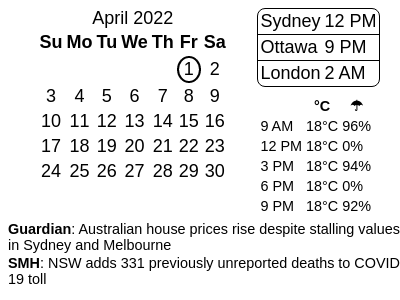 April 2022
Su Mo Tu We Th Fr Sa
1 2
3 4 5 6 7 8 9
10 11 12 13 14 15 16
17 18 19 20 21 22 23
24 25 26 27 28 29 30
Sydney 12 PM
Ottawa 9 PM
London 2 AM
°C ☂
9 AM 18°C 96%
12 PM 18°C 0%
3 PM 18°C 94%
6 PM 18°C 0%
9 PM 18°C 92%
Guardian: Australian house prices rise despite stalling values
in Sydney and Melbourne
SMH: NSW adds 331 previously unreported deaths to COVID
19 toll